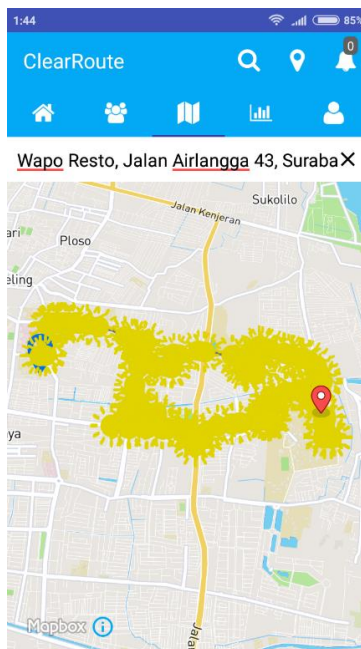 1:44 85%
ClearRoute 0
Wapo Resto, Jalan Airlangga 43, Suraba
Jalan Kenjeran
Sukolilo
ari
Ploso
eling
ya
Mapbox
Jala